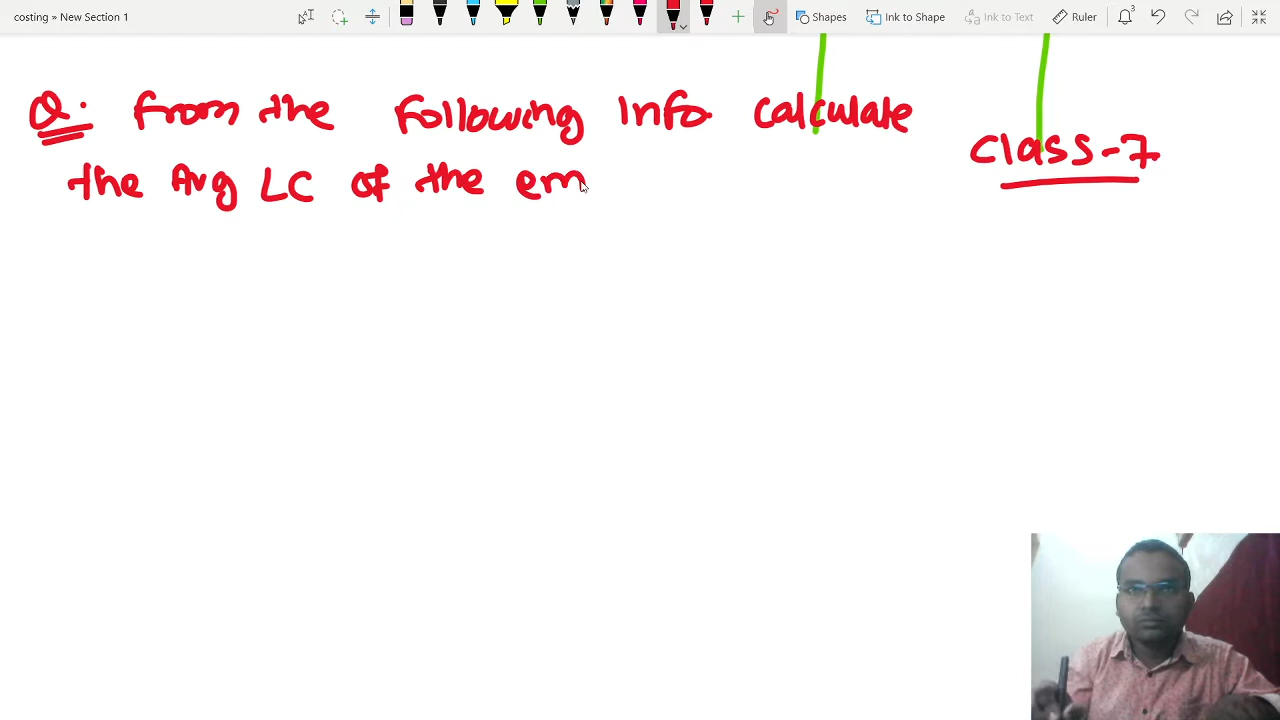 costing » New Section 1
Shapes
Ink to Shape
Ink to Text
Ruler
3
Q. From the Following Info Calculate
Class-7
the Avg LC of the em